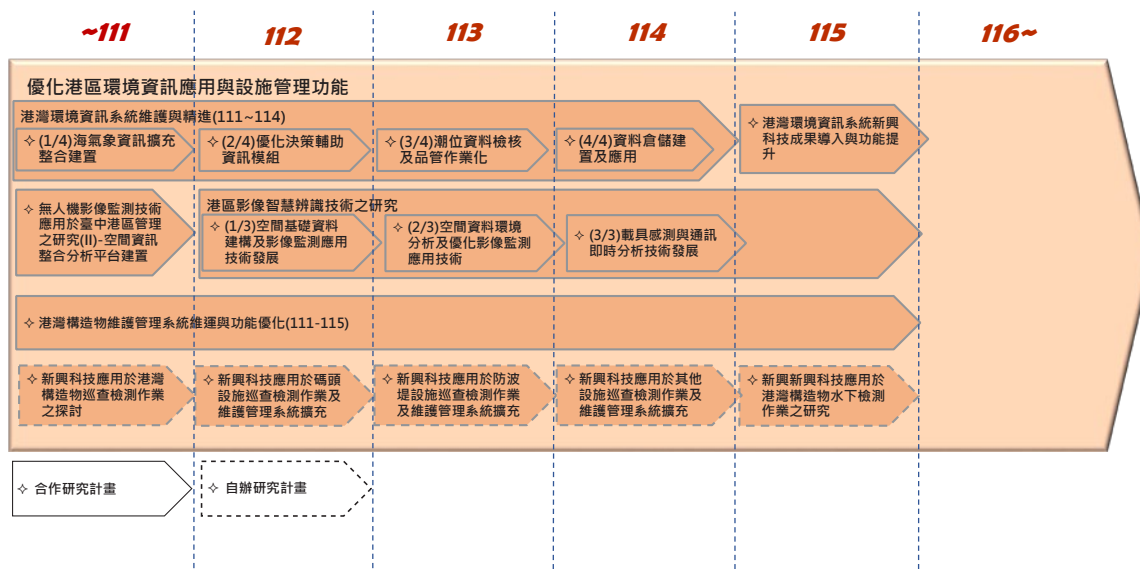 ~111
112
113
114
115
116~
優化港區環境資訊應用與設施管理功能
港灣環境資訊系統維護與精進(111~114)
✧ (1/4)海氣象資訊擴充
整合建置
✧ (2/4)優化決策輔助
資訊模組
✧ (3/4)潮位資料檢核
及品管作業化
✧ (4/4)資料倉儲建
置及應用
✧ 港灣環境資訊系統新興
科技成果導入與功能提
升
✧ 無人機影像監測技術
應用於臺中港區管理
之研究(II)-空間資訊
整合分析平台建置
港區影像智慧辨識技術之研究
✧ (1/3)空間基礎資料
建構及影像監測應用
技術發展
✧ (2/3)空間資料環境
分析及優化影像監測
應用技術
✧ (3/3)載具感測與通訊
即時分析技術發展
✧ 港灣構造物維護管理系統維運與功能優化(111-115)
✧ 新興科技應用於港灣
構造物巡查檢測作業
之探討
✧ 新興科技應用於碼頭
設施巡查檢測作業及
維護管理系統擴充
✧ 新興科技應用於防波
堤設施巡查檢測作業
及維護管理系統擴充
✧ 新興科技應用於其他
設施巡查檢測作業及
維護管理系統擴充
✧ 新興新興科技應用於
港灣構造物水下檢測
作業之研究
✧ 合作研究計畫
✧ 自辦研究計畫